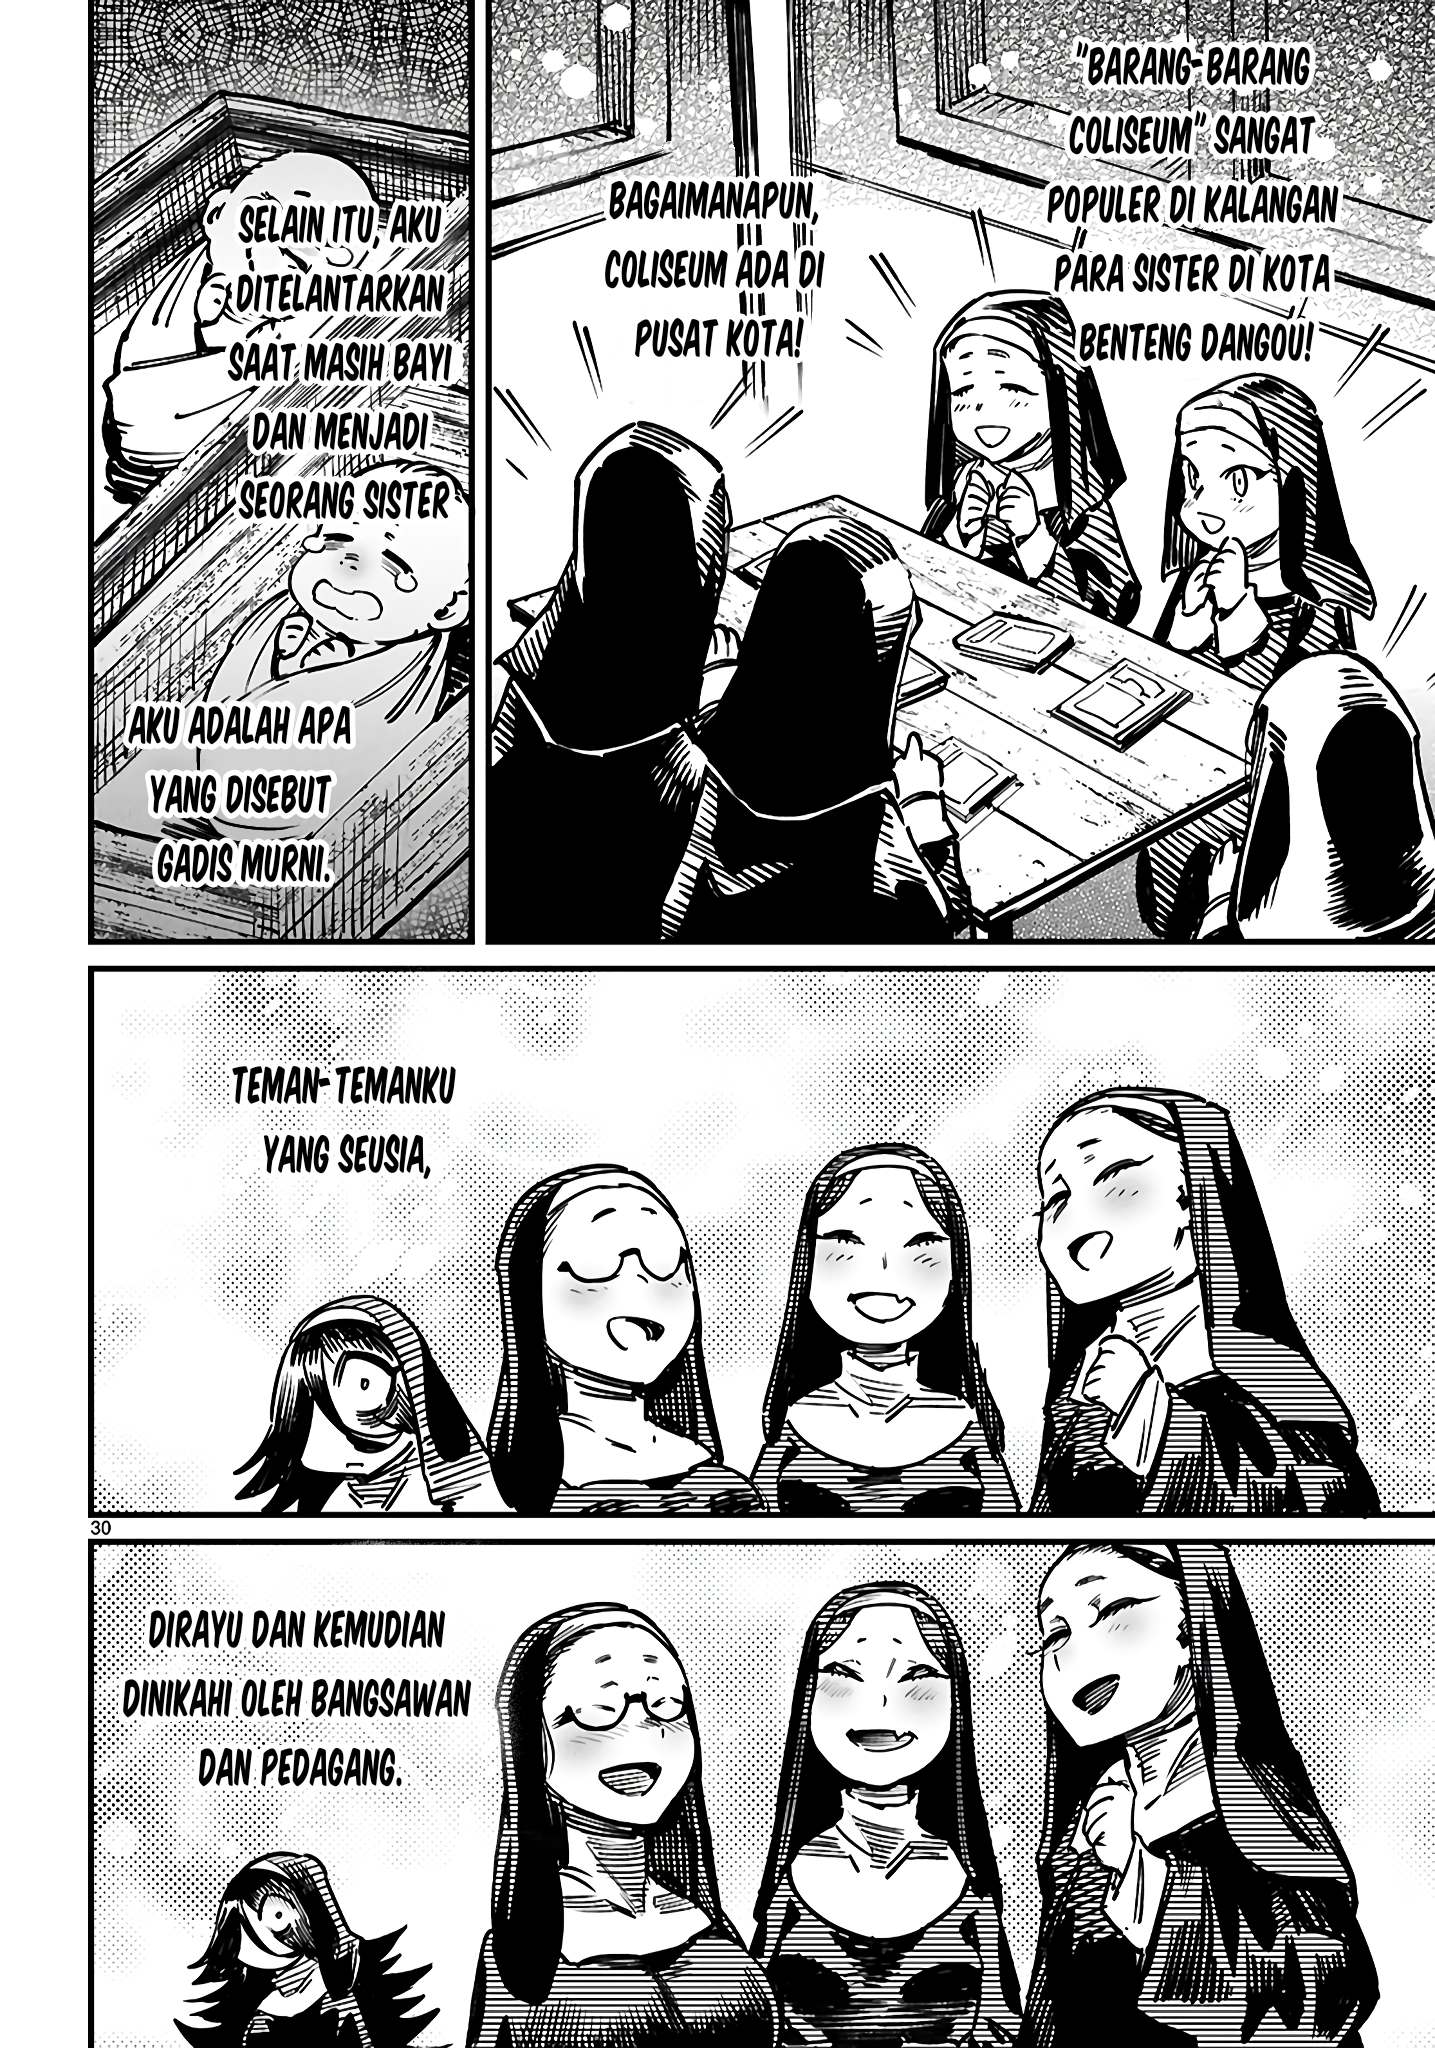 "BARANG-BARANG
COLISEUM" SANGAT
POPULER DI KALANGAN
PARA SISTER DI KOTA
BENTENG DANGOU!
BAGAIMANAPUN,
COLISEUM ADA DI
PUSAT KOTA!
SELAIN ITU, AKU
DITELANTARKAN
SAAT MASIH BAYI
DAN MENJADI
SEORANG SISTER
AKU ADALAH APA
YANG DISEBUT
GADIS MURNI.
TEMAN-TEMANKU
YANG SEUSIA,
30
DIRAYU DAN KEMUDIAN
DINIKAHI OLEH BANGSAWAN
DAN PEDAGANG.